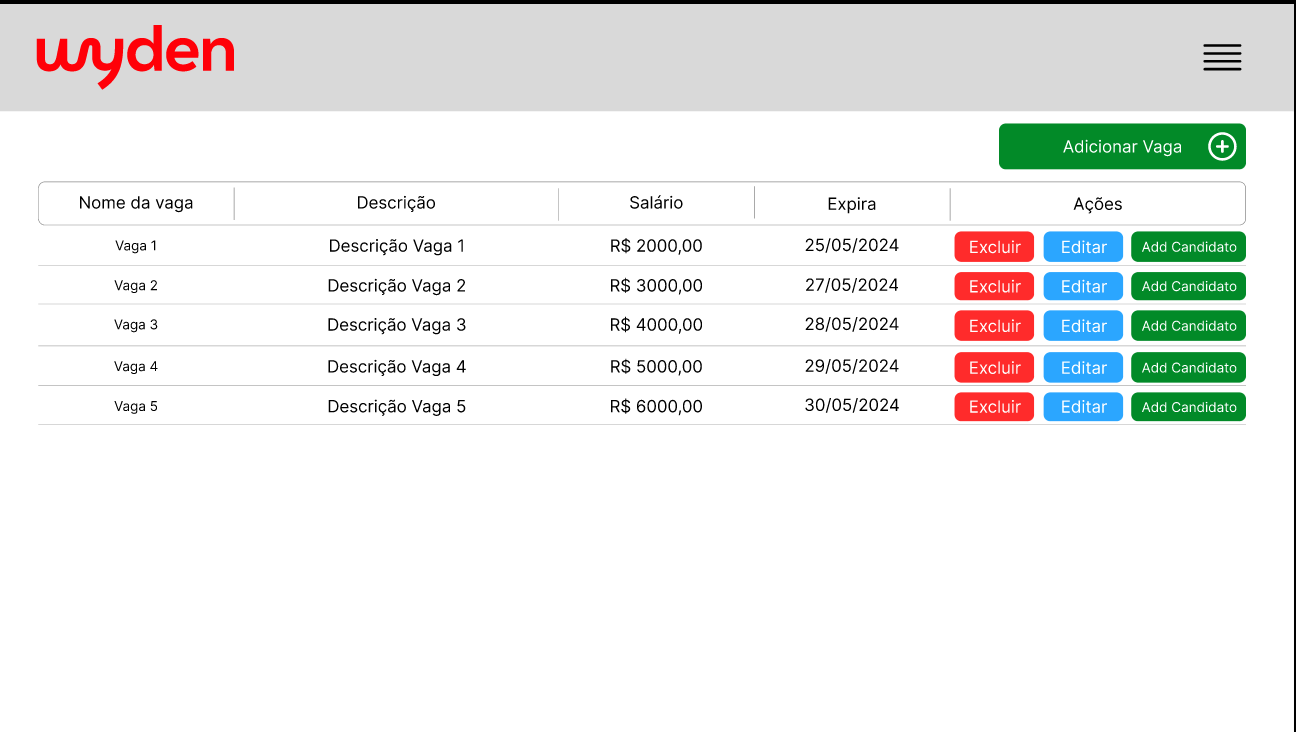 wyden
Adicionar Vaga
Nome da vaga Descrição Salário Expira Ações
Vaga 1 Descrição Vaga 1 R$ 2000,00 25/05/2024 Excluir Editar Add Candidato
Vaga 2 Descrição Vaga 2 R$ 3000,00 27/05/2024 Excluir Editar Add Candidato
Vaga 3 Descrição Vaga 3 R$ 4000,00 28/05/2024 Excluir Editar Add Candidato
Vaga 4 Descrição Vaga 4 R$ 5000,00 29/05/2024 Excluir Editar Add Candidato
Vaga 5 Descrição Vaga 5 R$ 6000,00 30/05/2024 Excluir Editar Add Candidato